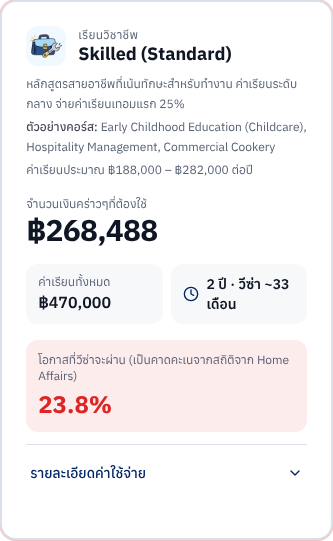 เรียนวิชาชีพ
Skilled (Standard)
หลักสูตรสายอาชีพที่เน้นทักษะสำหรับทำงาน ค่าเรียนระดับ
กลาง จ่ายค่าเรียนเทอมแรก 25%
ตัวอย่างคอร์ส: Early Childhood Education (Childcare),
Hospitality Management, Commercial Cookery
ค่าเรียนประมาณ ฿188,000 – ฿282,000 ต่อปี
จำนวนเงินคร่าวๆที่ต้องใช้
฿268,488
ค่าเรียนทั้งหมด
฿470,000
2 ปี · วีซ่า ~33
เดือน
โอกาสที่วีซ่าจะผ่าน (เป็นคาดคะเนจากสถิติจาก Home
Affairs)
23.8%
รายละเอียดค่าใช้จ่าย